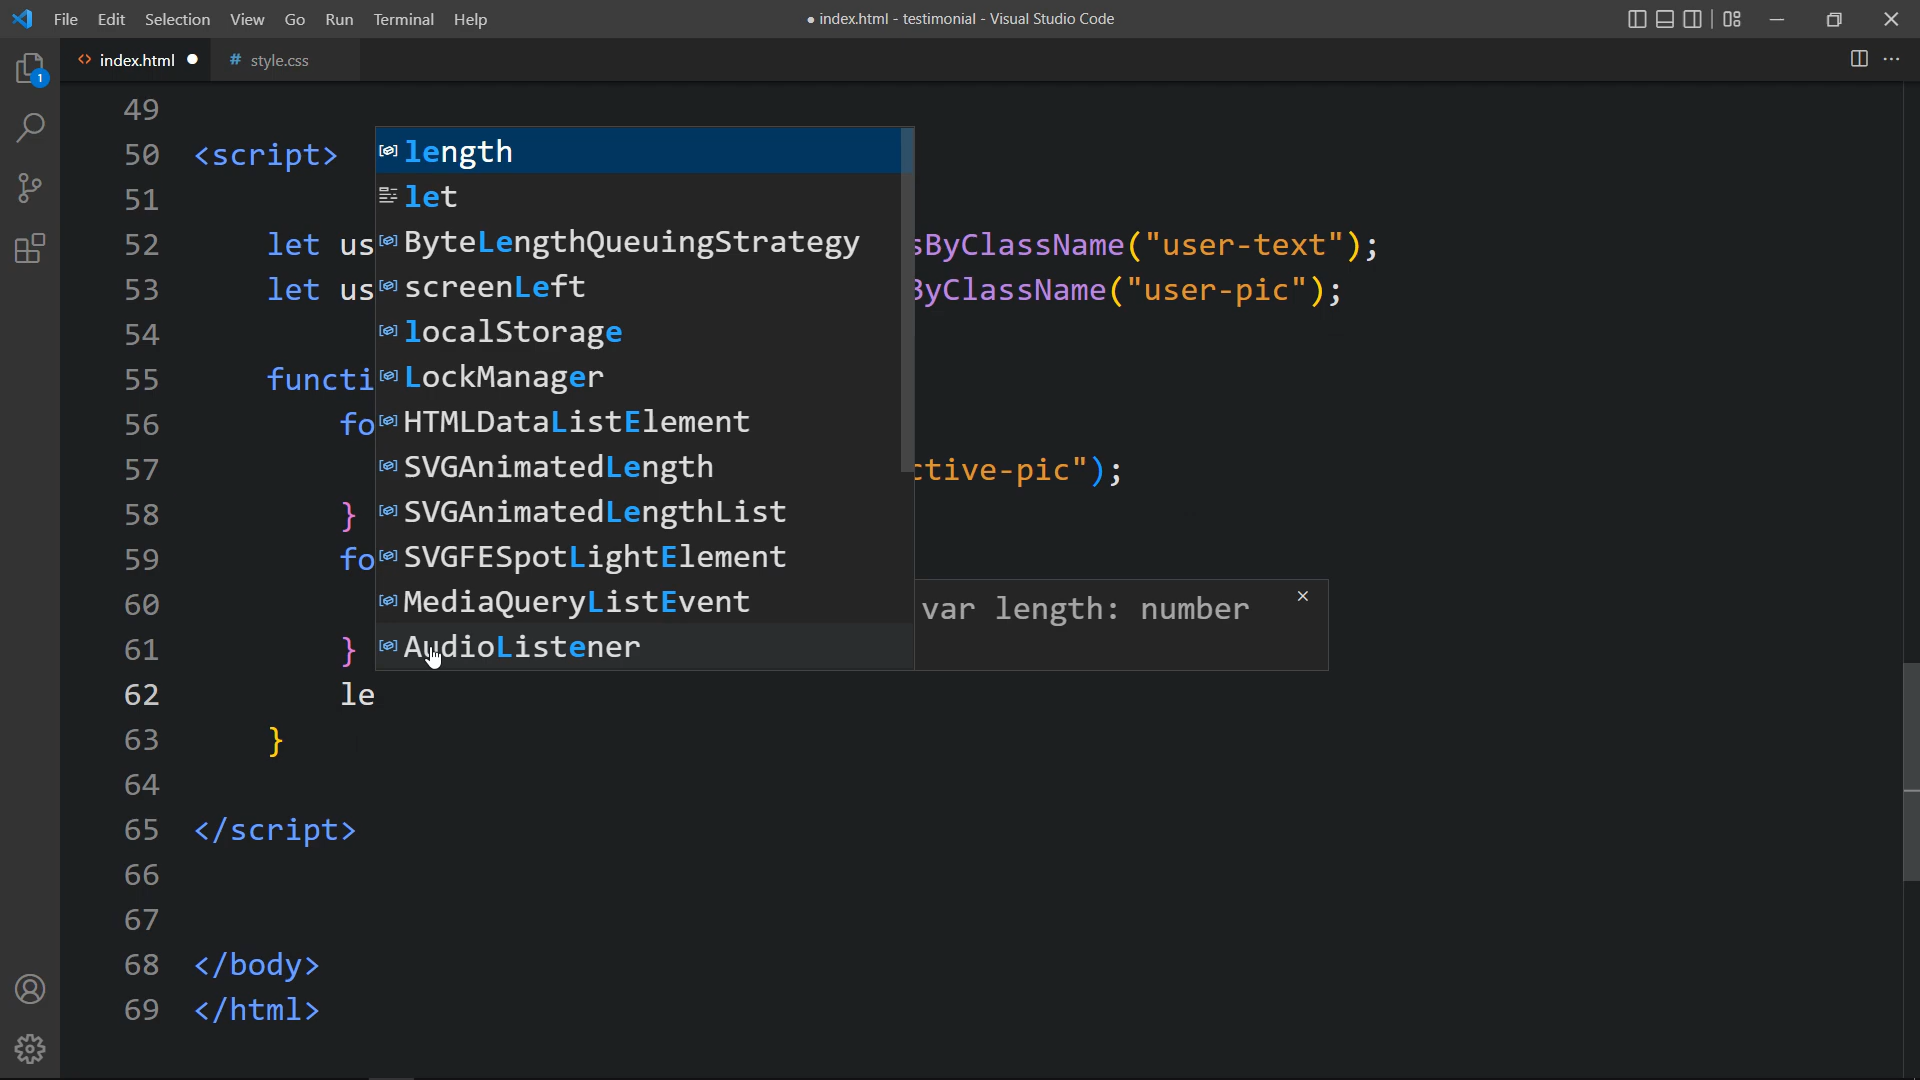 File Edit Selection View Go Run Terminal Help
● index.html - testimonial - Visual Studio Code
index.html
# style.css
1
49
50 <script>
51
52 let us sByClassName("user-text");
53 let us ByClassName("user-pic");
54
55 functi
56 fo
57 ctive-pic");
58 }
59 fo
60
61 }
62 le
63 }
64
65 </script>
66
67
68 </body>
69 </html>
length
let
ByteLengthQueuingStrategy
screenLeft
localStorage
LockManager
HTMLDataListElement
SVGAnimatedLength
SVGAnimatedLengthList
SVGFESpotLightElement
MediaQueryListEvent
AudioListener
var length: number